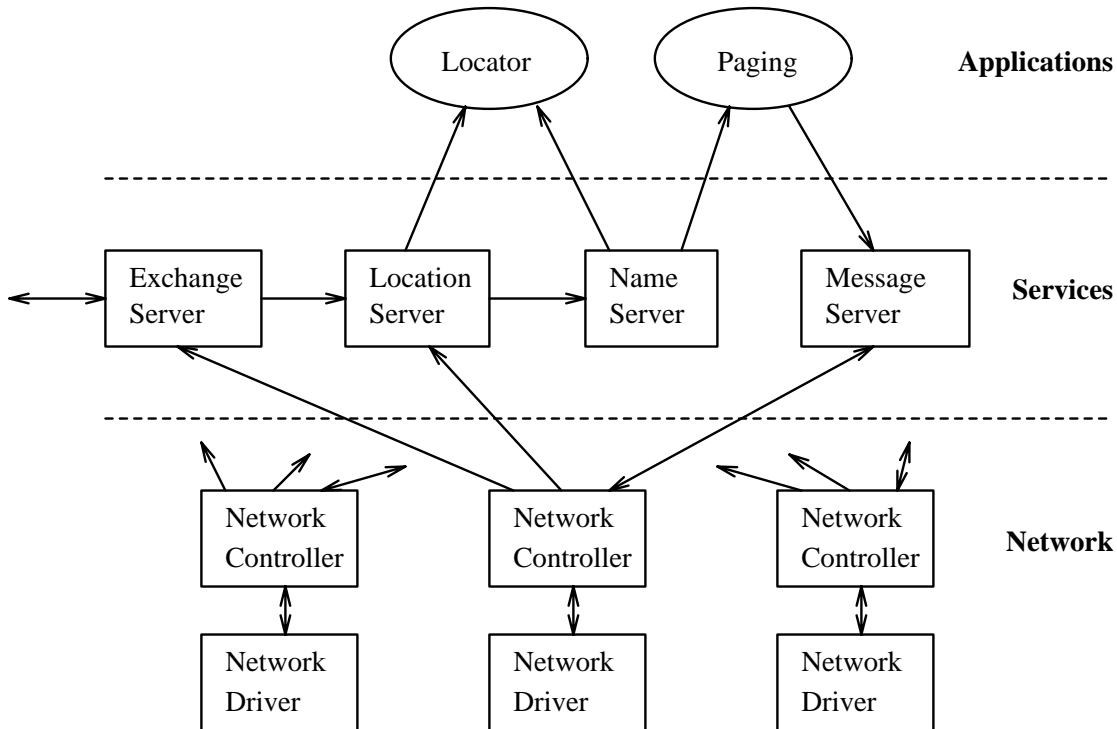 Locator
Paging
Applications
Exchange
Server
Location
Server
Name
Server
Message
Server
Services
Network
Controller
Network
Controller
Network
Controller
Network
Network
Driver
Network
Driver
Network
Driver